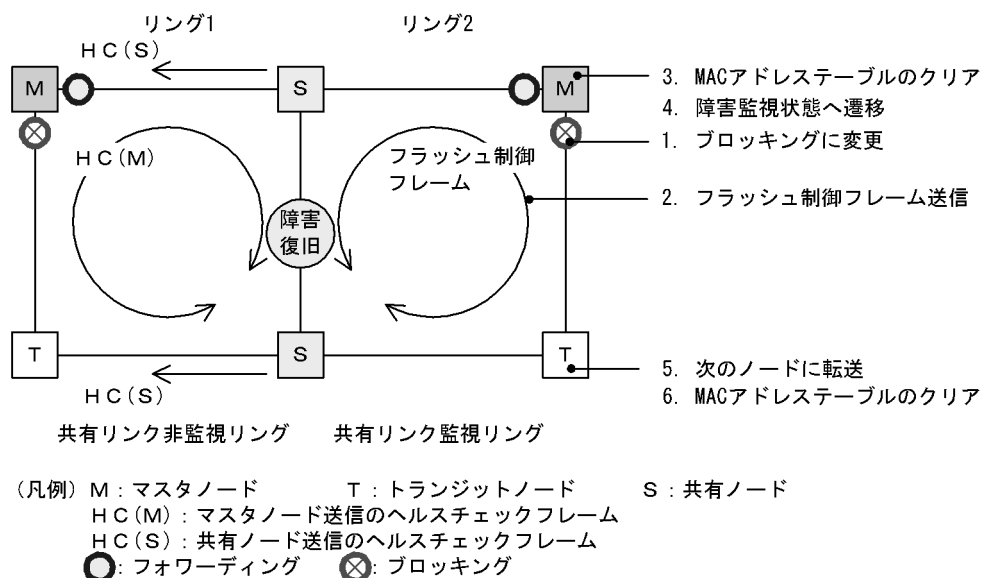 リング1
リング2
HC(S)
M
S
M
3. MACアドレステーブルのクリア
4. 障害監視状態へ遷移
1. ブロッキングに変更
HC(M)
フラッシュ制御
フレーム
2. フラッシュ制御フレーム送信
障害
復旧
T
S
T
5. 次のノードに転送
6. MACアドレステーブルのクリア
HC(S)
共有リンク非監視リング
共有リンク監視リング
(凡例) M:マスタノード T:トランジットノード S:共有ノード
HC(M):マスタノード送信のヘルスチェックフレーム
HC(S):共有ノード送信のヘルスチェックフレーム
:フォワーディング :ブロッキング